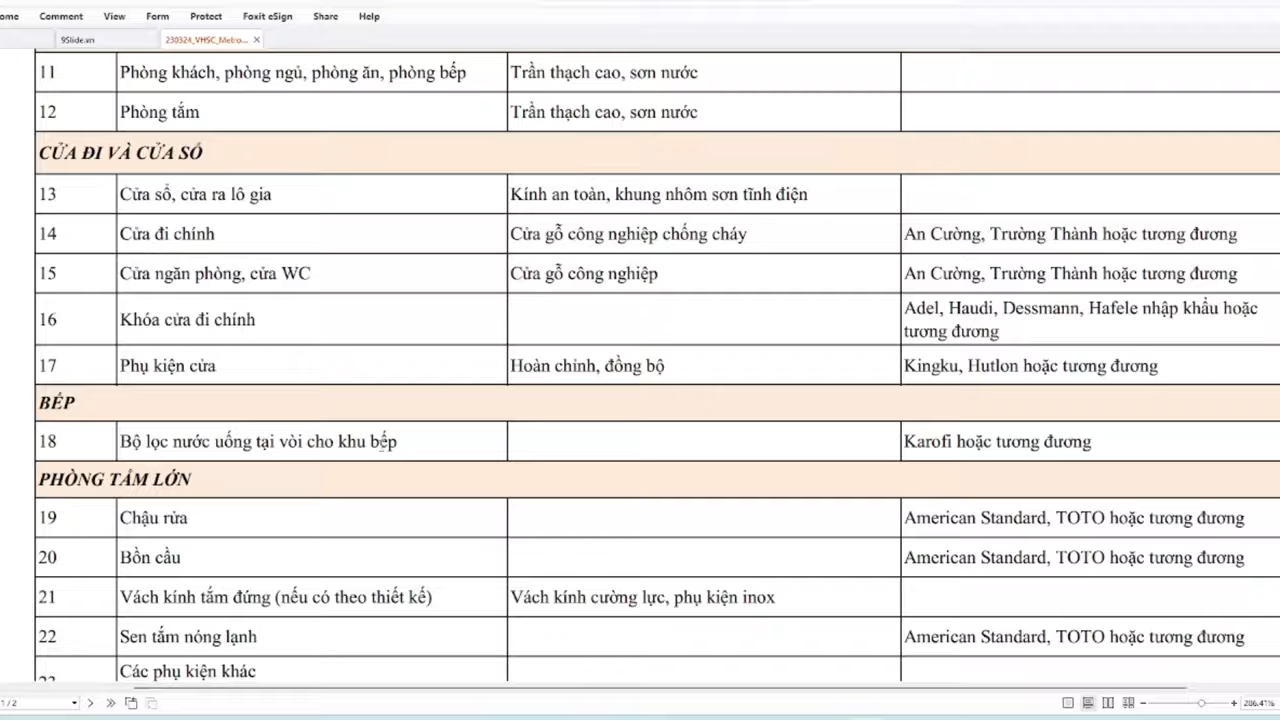 ome Comment View Form Protect Foxit eSign Share Help
9Slide.vn 230324_VHSC_Metro...
11 Phòng khách, phòng ngủ, phòng ăn, phòng bếp Trần thạch cao, sơn nước
12 Phòng tắm Trần thạch cao, sơn nước
CỬA ĐI VÀ CỬA SỔ
13 Cửa sổ, cửa ra lô gia Kính an toàn, khung nhôm sơn tĩnh điện
14 Cửa đi chính Cửa gỗ công nghiệp chống cháy An Cường, Trường Thành hoặc tương đương
15 Cửa ngăn phòng, cửa WC Cửa gỗ công nghiệp An Cường, Trường Thành hoặc tương đương
16 Khóa cửa đi chính Adel, Haudi, Dessmann, Hafele nhập khẩu hoặc
tương đương
17 Phụ kiện cửa Hoàn chỉnh, đồng bộ Kingku, Hutlon hoặc tương đương
BẾP
18 Bộ lọc nước uống tại vòi cho khu bếp Karofi hoặc tương đương
PHÒNG TẮM LỚN
19 Chậu rửa American Standard, TOTO hoặc tương đương
20 Bồn cầu American Standard, TOTO hoặc tương đương
21 Vách kính tắm đứng (nếu có theo thiết kế) Vách kính cường lực, phụ kiện inox
22 Sen tắm nóng lạnh American Standard, TOTO hoặc tương đương
23 Các phụ kiện khác
1 / 2 206.41%